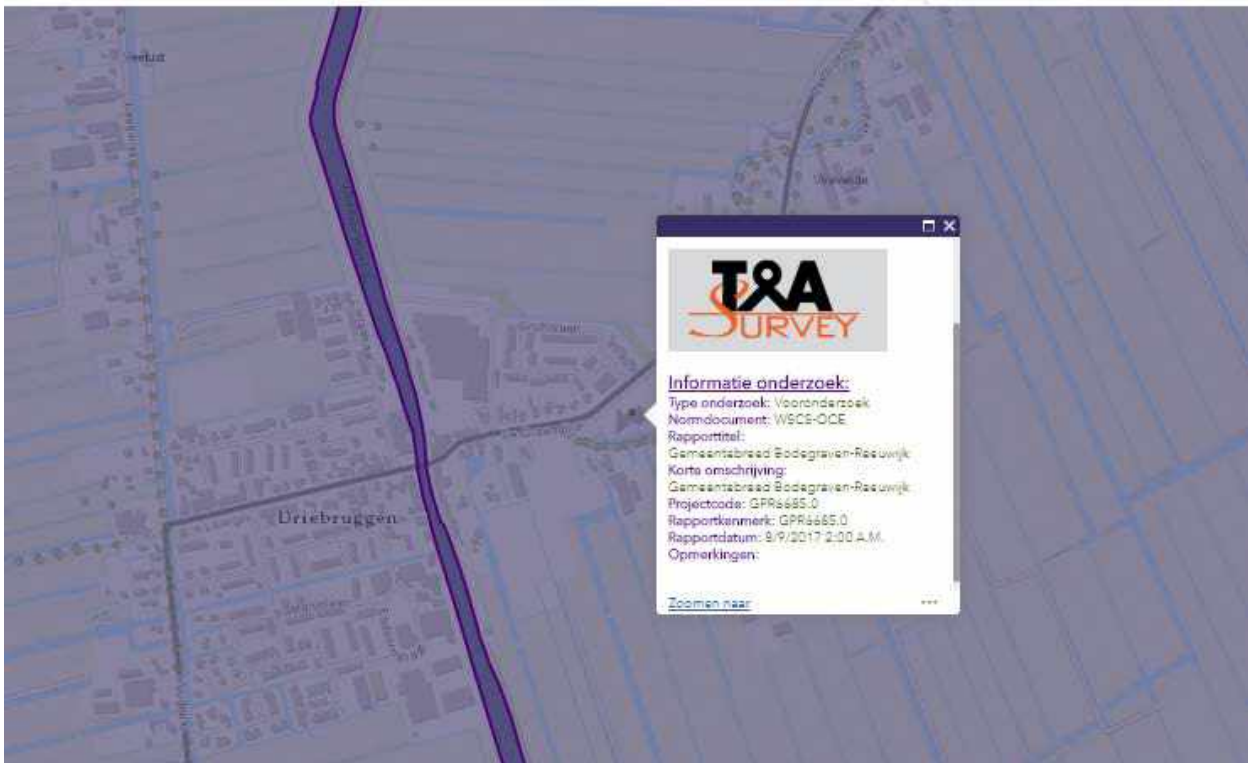 T&A
SURVEY
Informatie onderzoek:
Type onderzoek: Vooronderzoek
Normdocument: WSCS-OCE
Rapporttitel:
Gemeentebreed Bodegraven-Reeuwijk
Korte omschrijving:
Gemeentebreed Bodegraven-Reeuwijk
Projectcode: GPR6685.0
Rapportkenmerk: GPR6685.0
Rapportdatum: 8/9/2017 2:00 A.M.
Opmerkingen:
Zoomen naar
Driebruggen